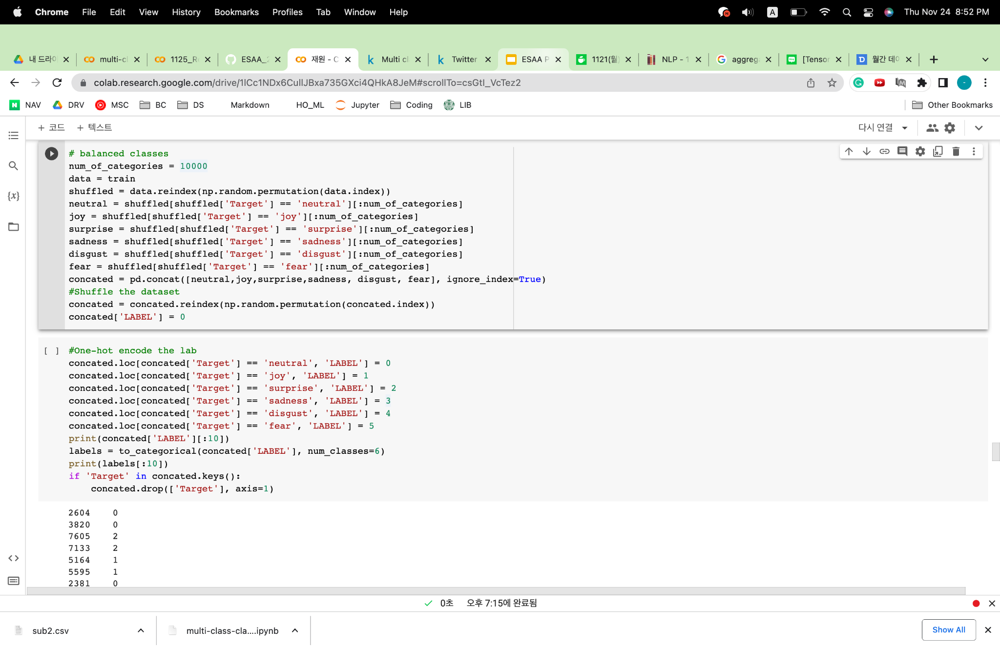 Chrome File Edit View History Bookmarks Profiles Tab Window Help A Thu Nov 24 8:52 PM
내 드라이 multi-cl 1125_R ESAA_2 재원 - C Multi cl Twitter ESAA P 1121(월) NLP - 1 aggreg [Tensor 월간 데이
colab.research.google.com/drive/1ICc1NDx6CullJBxa735GXci4QHkA8JeM#scrollTo=csGtI_VcTez2
NAV DRV MSC BC DS Markdown HO_ML Jupyter Coding LIB Other Bookmarks
+ 코드 + 텍스트 다시 연결
# balanced classes
num_of_categories = 10000
data = train
shuffled = data.reindex(np.random.permutation(data.index))
neutral = shuffled[shuffled['Target'] == 'neutral'][:num_of_categories]
joy = shuffled[shuffled['Target'] == 'joy'][:num_of_categories]
surprise = shuffled[shuffled['Target'] == 'surprise'][:num_of_categories]
sadness = shuffled[shuffled['Target'] == 'sadness'][:num_of_categories]
disgust = shuffled[shuffled['Target'] == 'disgust'][:num_of_categories]
fear = shuffled[shuffled['Target'] == 'fear'][:num_of_categories]
concated = pd.concat([neutral,joy,surprise,sadness, disgust, fear], ignore_index=True)
#Shuffle the dataset
concated = concated.reindex(np.random.permutation(concated.index))
concated['LABEL'] = 0
[ ] #One-hot encode the lab
concated.loc[concated['Target'] == 'neutral', 'LABEL'] = 0
concated.loc[concated['Target'] == 'joy', 'LABEL'] = 1
concated.loc[concated['Target'] == 'surprise', 'LABEL'] = 2
concated.loc[concated['Target'] == 'sadness', 'LABEL'] = 3
concated.loc[concated['Target'] == 'disgust', 'LABEL'] = 4
concated.loc[concated['Target'] == 'fear', 'LABEL'] = 5
print(concated['LABEL'][:10])
labels = to_categorical(concated['LABEL'], num_classes=6)
print(labels[:10])
if 'Target' in concated.keys():
    concated.drop(['Target'], axis=1)
2604 0
3820 0
7605 2
7133 2
5164 1
5595 1
2381 0
0초 오후 7:15에 완료됨
sub2.csv multi-class-cla....ipynb Show All